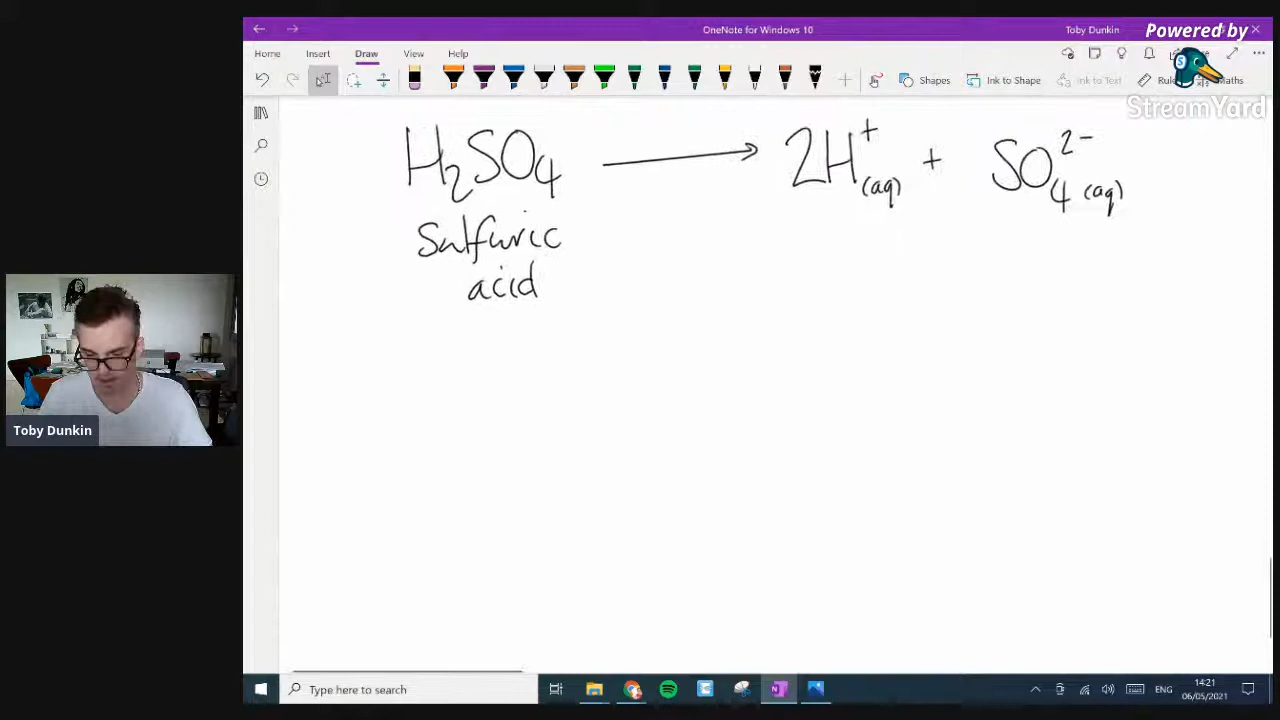 OneNote for Windows 10
Toby Dunkin
Powered by
Home Insert Draw View Help
Shapes Ink to Shape Ink to Text Maths
StreamYard
H₂SO₄ → 2H⁺(aq) + SO₄²⁻(aq)
Sulfuric
acid
Toby Dunkin
Type here to search
ENG
14:21
06/05/2021